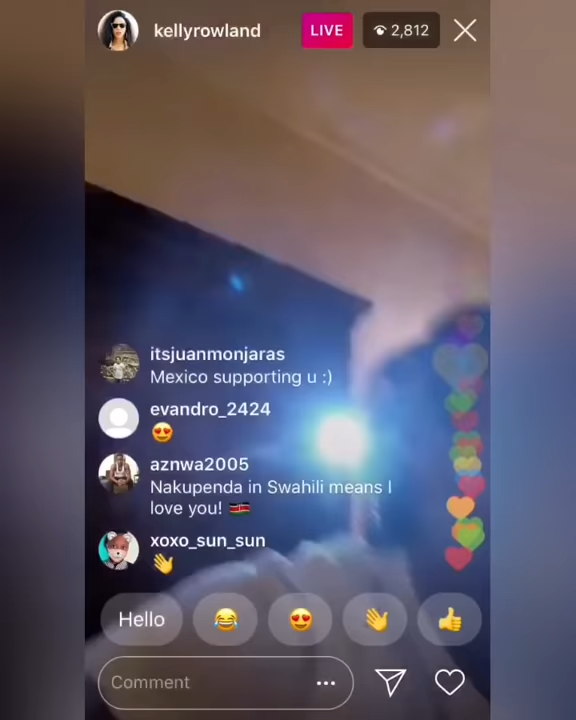 kellyrowland
LIVE
2,812
itsjuanmonjaras
Mexico supporting u :)
evandro_2424
😍
aznwa2005
Nakupenda in Swahili means I
love you! 🇰🇪
xoxo_sun_sun
👋
Hello 😂 😍 👋 👍
Comment ...